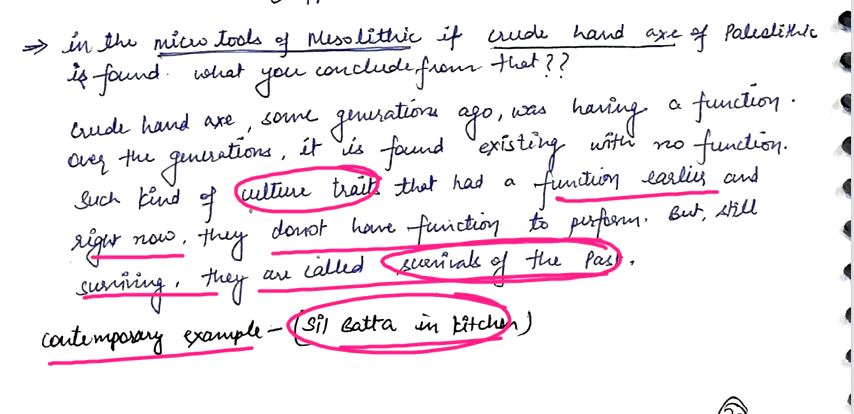 ⇒ in the micro tools of Mesolithic if crude hand axe of Paleolithic
is found. what you conclude from that??
Crude hand axe, some generations ago, was having a function.
Over the generations, it is found existing with no function.
Such kind of culture traits that had a function earlier and
right now, they donot have function to perform. But, still
surviving, they are called survivals of the Past.
Contemporary example - (Sil Batta in kitchen)